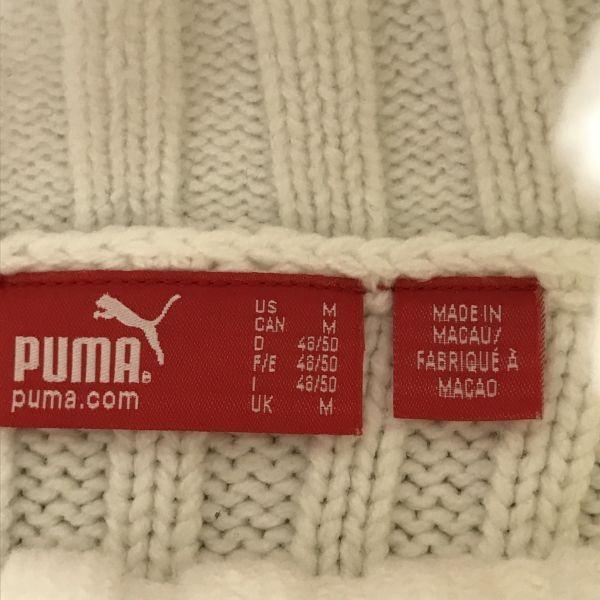 PUMA®
puma.com
US M
CAN M
D 48/50
F/E 48/50
I 48/50
UK M
MADE IN
MACAU/
FABRIQUÉ À
MACAO